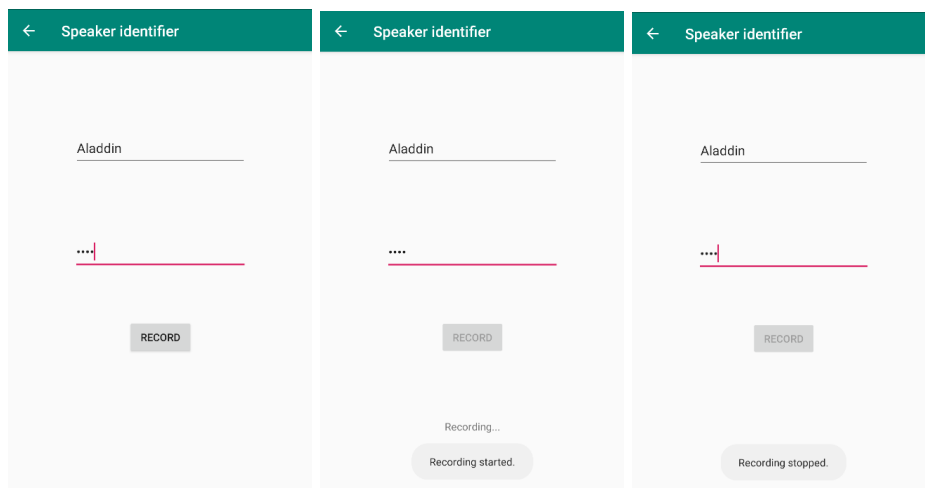 Speaker identifier
Aladdin
••••
RECORD
Speaker identifier
Aladdin
••••
RECORD
Recording...
Recording started.
Speaker identifier
Aladdin
••••
RECORD
Recording stopped.